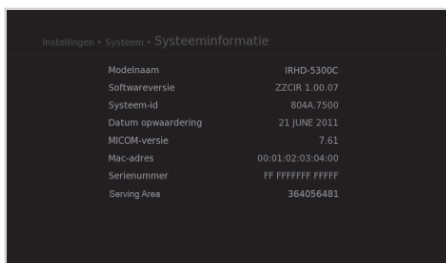 Instellingen • Systeem • Systeeminformatie
Modelnaam IRHD-5300C
Softwareversie ZZCIR 1.00.07
Systeem-id 804A.7500
Datum opwaardering 21 JUNE 2011
MICOM-versie 7.61
Mac-adres 00:01:02:03:04:00
Serienummer FF FFFFFFF FFFFF
Serving Area 364056481